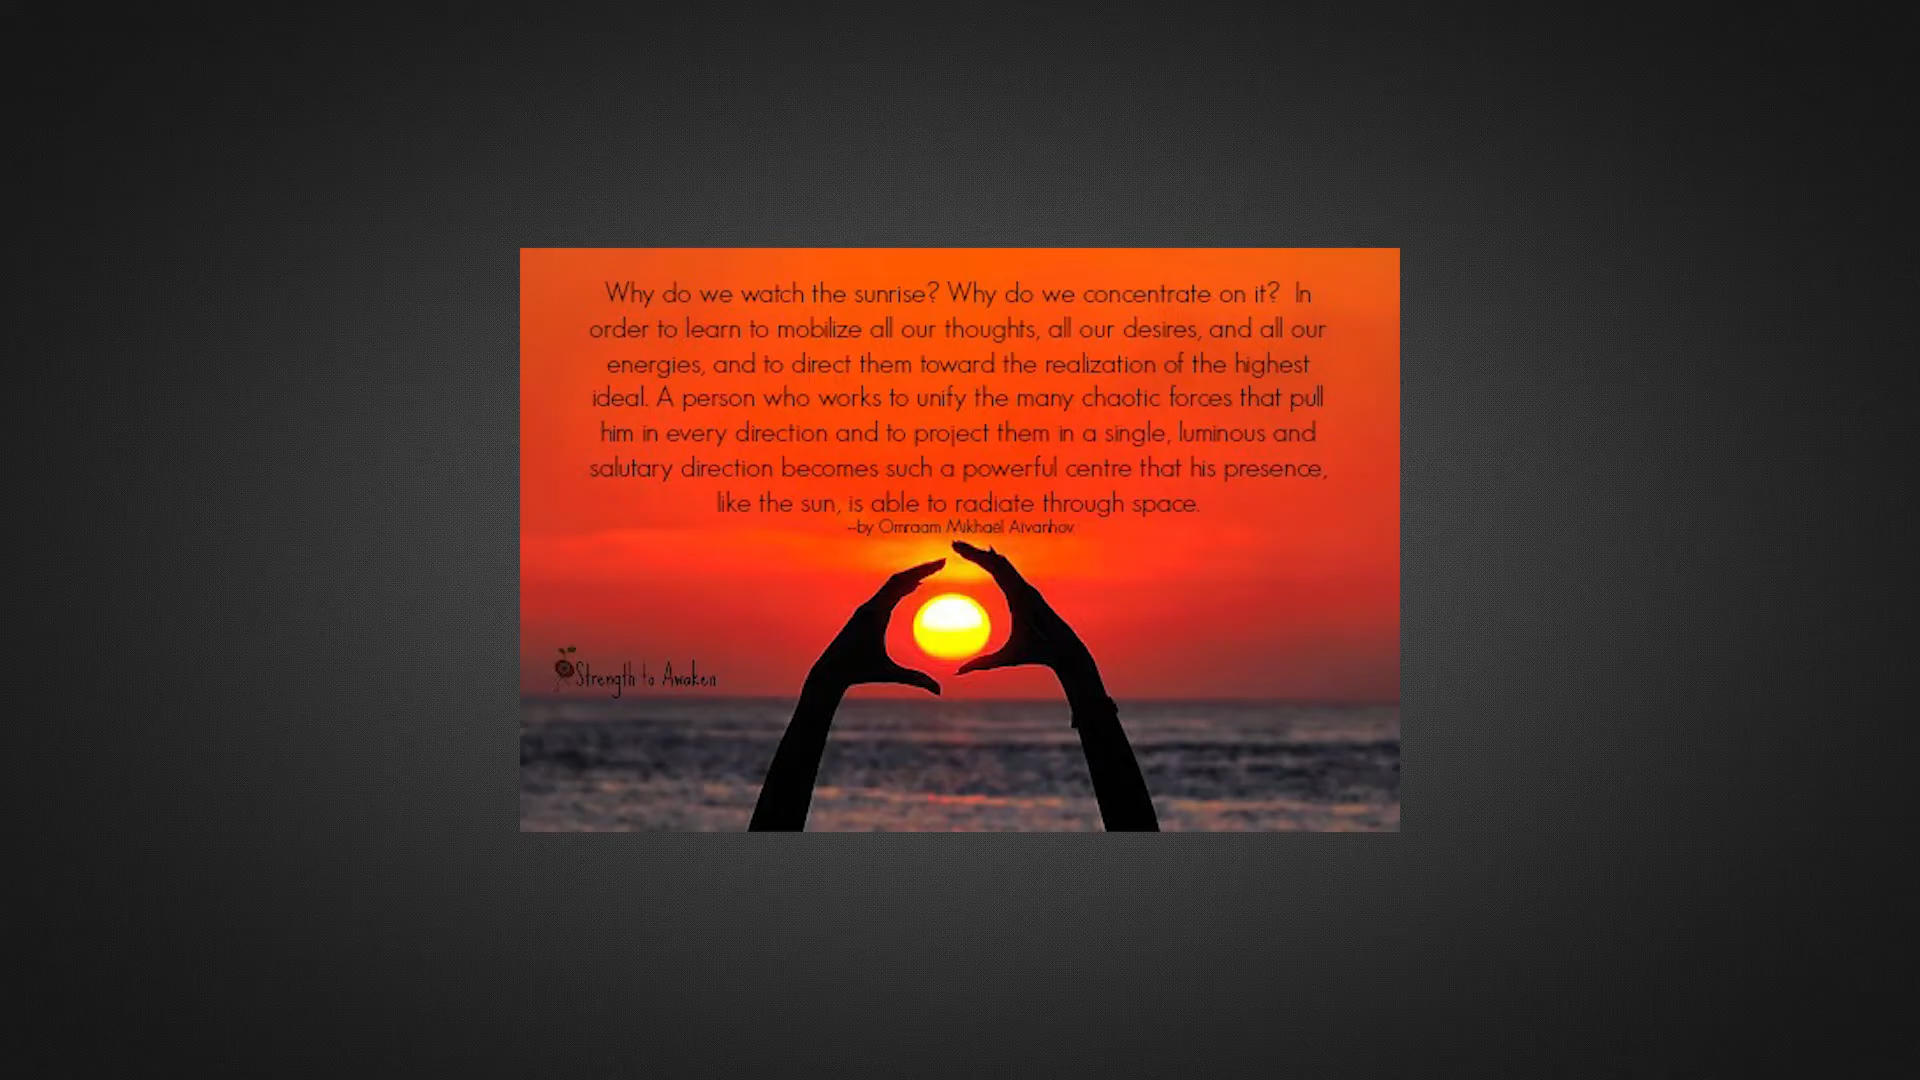 Why do we watch the sunrise? Why do we concentrate on it? In
order to learn to mobilize all our thoughts, all our desires, and all our
energies, and to direct them toward the realization of the highest
ideal. A person who works to unify the many chaotic forces that pull
him in every direction and to project them in a single, luminous and
salutary direction becomes such a powerful centre that his presence,
like the sun, is able to radiate through space.
--by Omraam Mikhaël Aïvanhov
Strength to Awaken